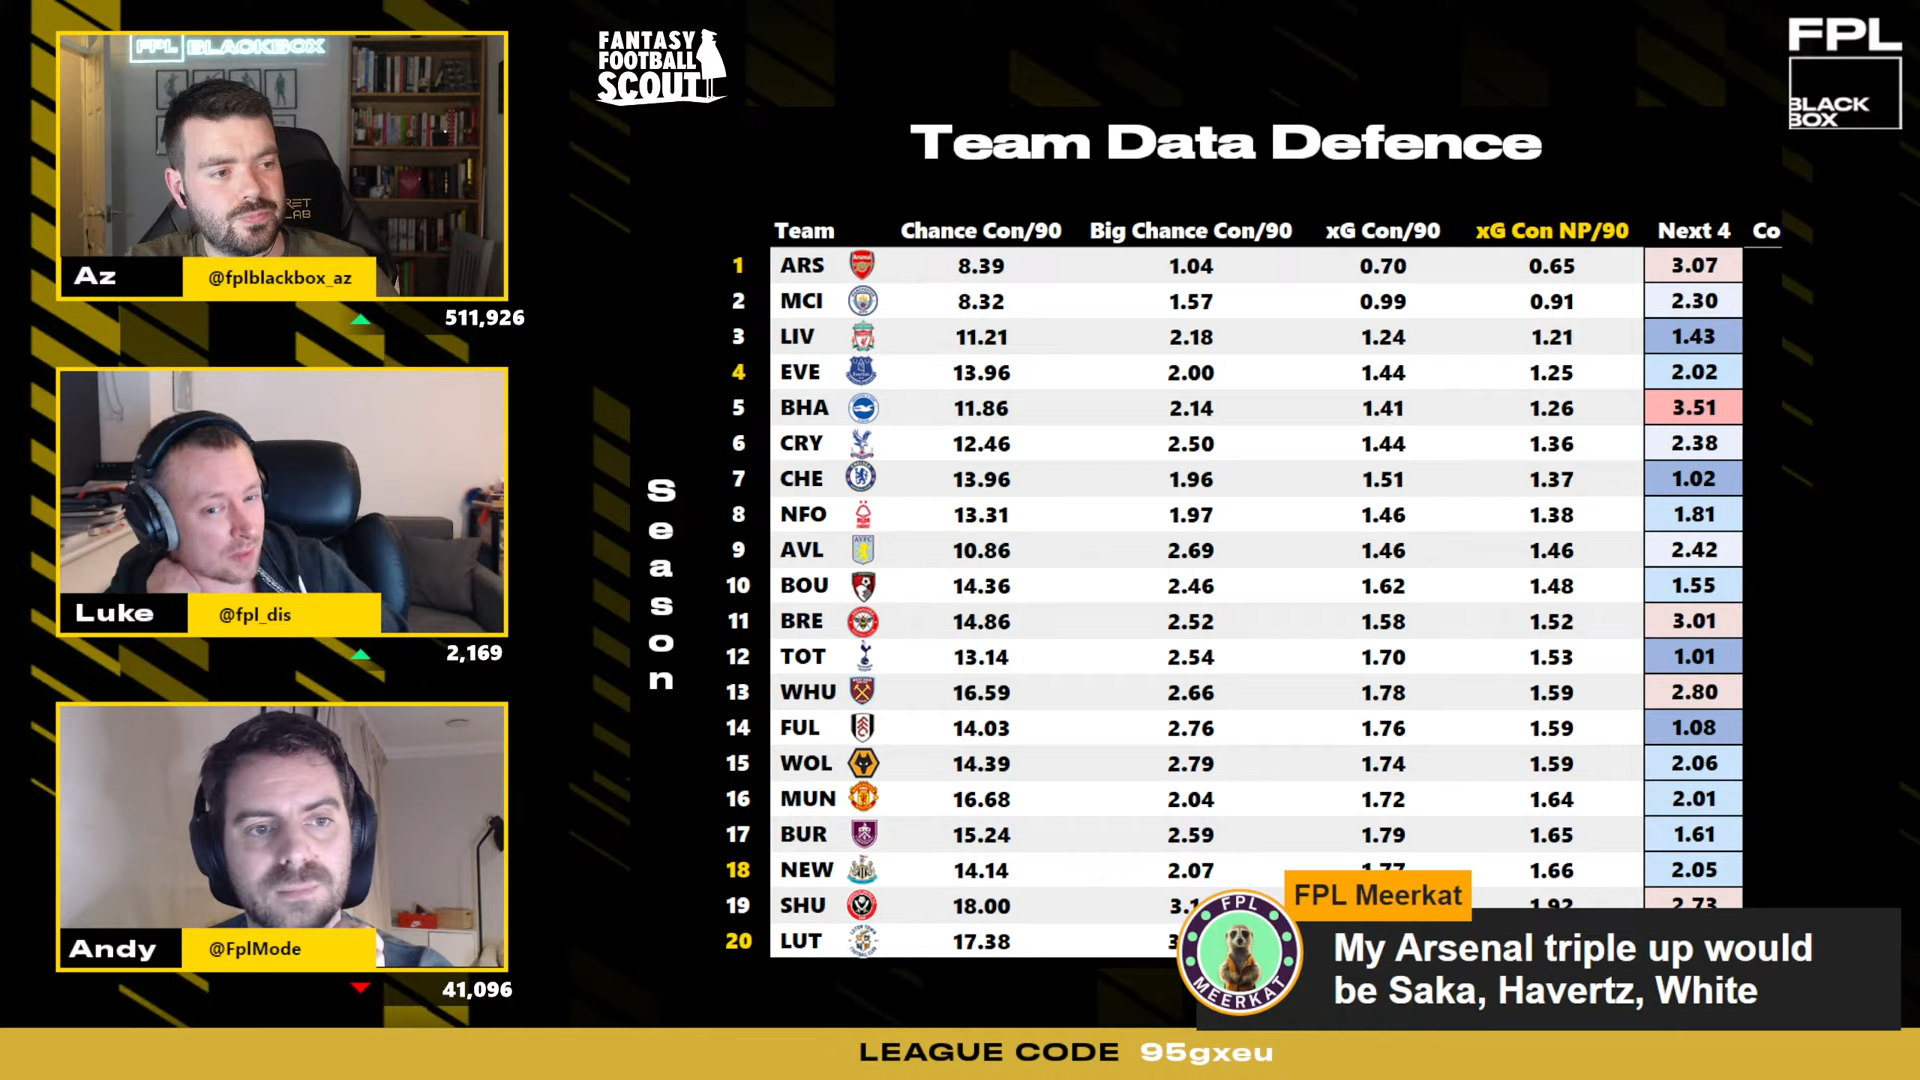 FPL BLACKBOX
Az
@fplblackbox_az
511,926
Luke
@fpl_dis
2,169
Andy
@FplMode
41,096
FANTASY
FOOTBALL
SCOUT
FPL
BLACK
BOX
Team Data Defence
Season
Team Chance Con/90 Big Chance Con/90 xG Con/90 xG Con NP/90 Next 4 Co
1 ARS 8.39 1.04 0.70 0.65 3.07
2 MCI 8.32 1.57 0.99 0.91 2.30
3 LIV 11.21 2.18 1.24 1.21 1.43
4 EVE 13.96 2.00 1.44 1.25 2.02
5 BHA 11.86 2.14 1.41 1.26 3.51
6 CRY 12.46 2.50 1.44 1.36 2.38
7 CHE 13.96 1.96 1.51 1.37 1.02
8 NFO 13.31 1.97 1.46 1.38 1.81
9 AVL 10.86 2.69 1.46 1.46 2.42
10 BOU 14.36 2.46 1.62 1.48 1.55
11 BRE 14.86 2.52 1.58 1.52 3.01
12 TOT 13.14 2.54 1.70 1.53 1.01
13 WHU 16.59 2.66 1.78 1.59 2.80
14 FUL 14.03 2.76 1.76 1.59 1.08
15 WOL 14.39 2.79 1.74 1.59 2.06
16 MUN 16.68 2.04 1.72 1.64 2.01
17 BUR 15.24 2.59 1.79 1.65 1.61
18 NEW 14.14 2.07 1.77 1.66 2.05
19 SHU 18.00 1.92 2.73
20 LUT 17.38
FPL Meerkat
FPL
MEERKAT
My Arsenal triple up would
be Saka, Havertz, White
LEAGUE CODE 95gxeu